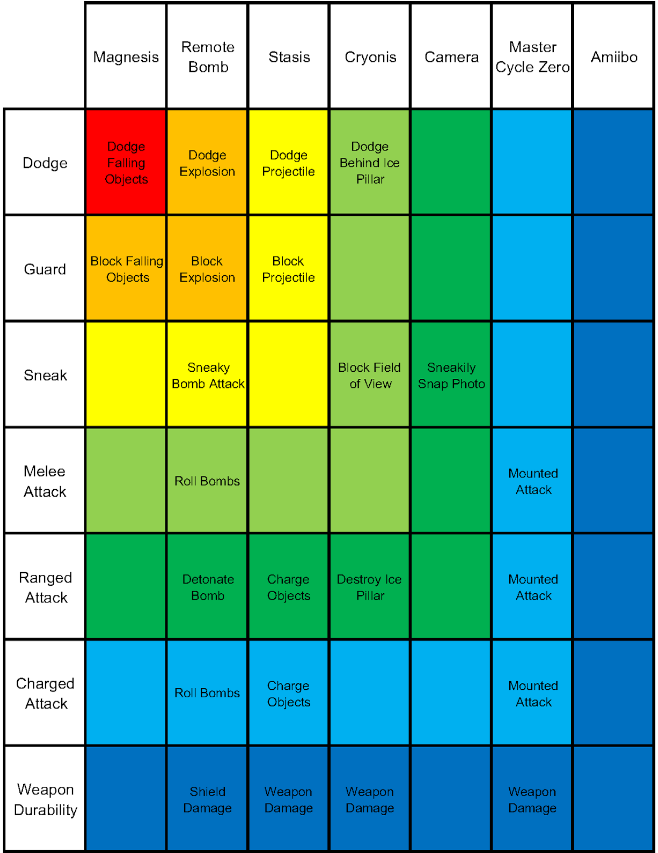 Magnesis
Remote
Bomb
Stasis
Cryonis
Camera
Master
Cycle Zero
Amiibo
Dodge
Dodge
Falling
Objects
Dodge
Explosion
Dodge
Projectile
Dodge
Behind Ice
Pillar
Guard
Block Falling
Objects
Block
Explosion
Block
Projectile
Sneak
Sneaky
Bomb Attack
Block Field
of View
Sneakily
Snap Photo
Melee
Attack
Roll Bombs
Mounted
Attack
Ranged
Attack
Detonate
Bomb
Charge
Objects
Destroy Ice
Pillar
Mounted
Attack
Charged
Attack
Roll Bombs
Charge
Objects
Mounted
Attack
Weapon
Durability
Shield
Damage
Weapon
Damage
Weapon
Damage
Weapon
Damage